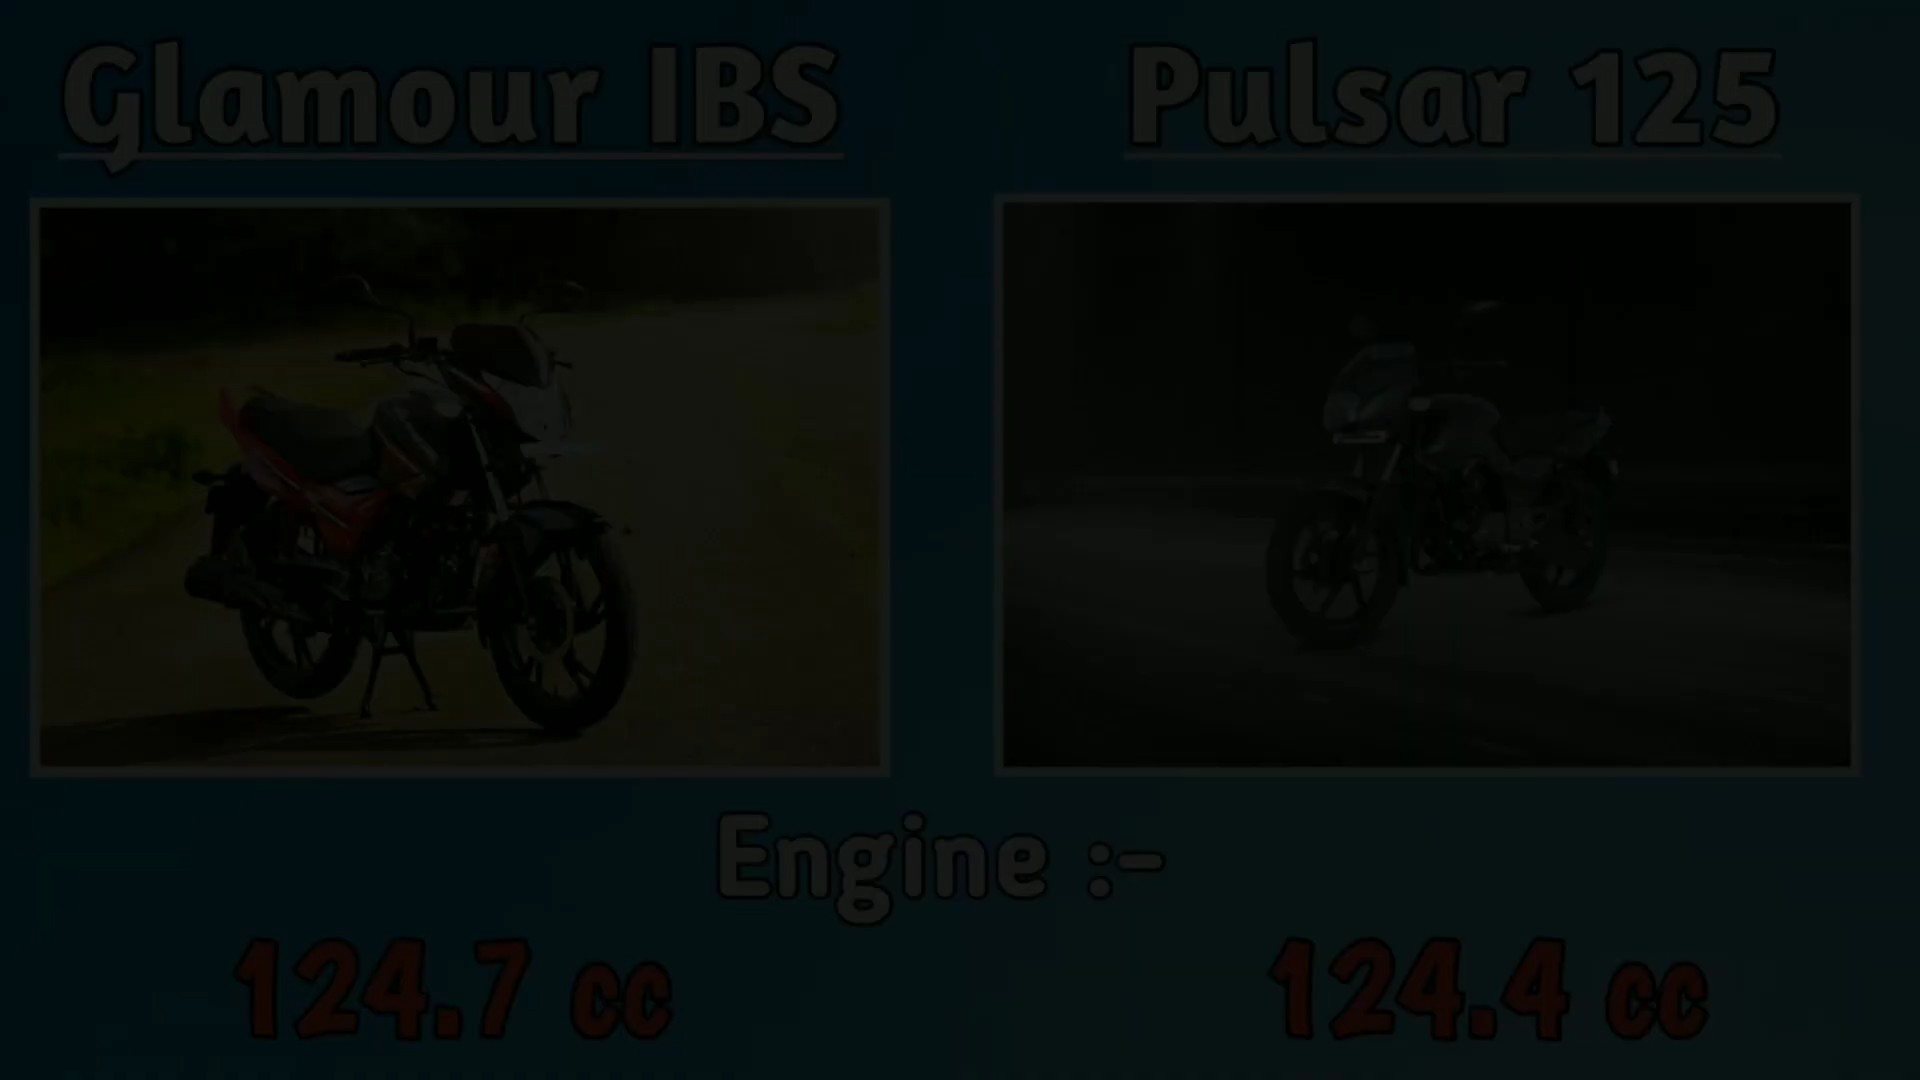 Glamour IBS
Pulsar 125
Engine :-
124.7 cc
124.4 cc